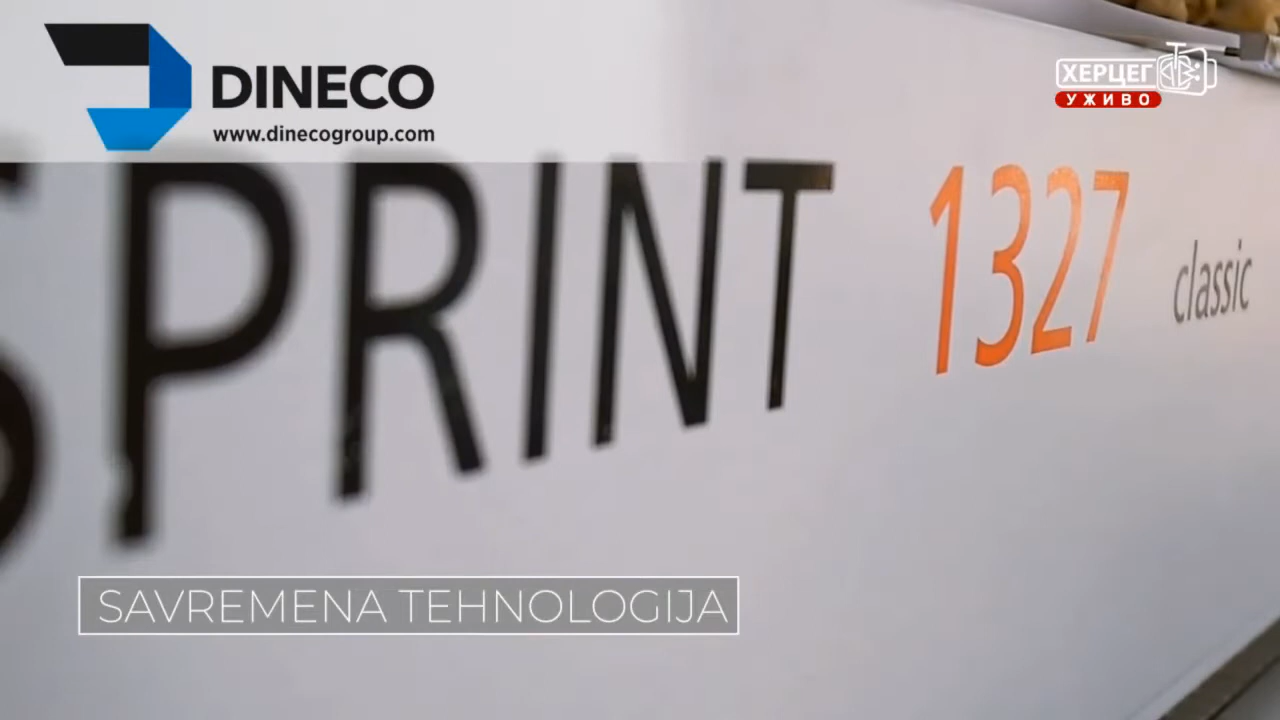 DINECO
www.dinecogroup.com
ХЕРЦЕГ
УЖИВО
SPRINT 1327 classic
SAVREMENA TEHNOLOGIJA